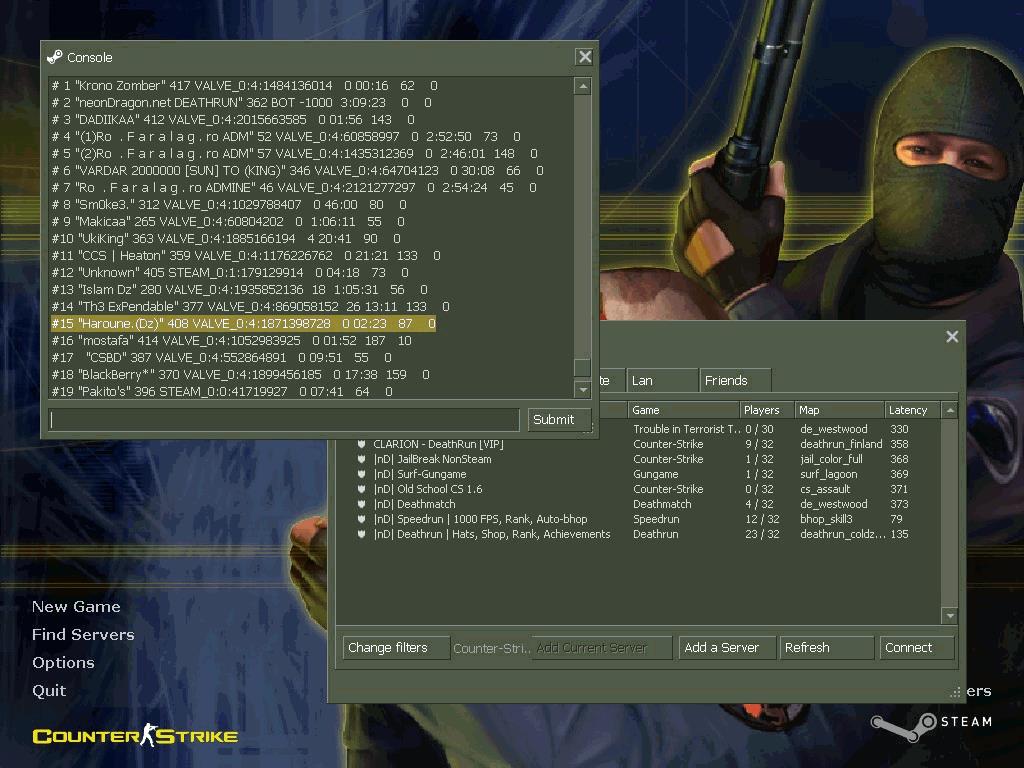 Console
# 1 "Krono Zomber" 417 VALVE_0:4:1484136014 0 00:16 62 0
# 2 "neonDragon.net DEATHRUN" 362 BOT -1000 3:09:23 0 0
# 3 "DADIIKAA" 412 VALVE_0:4:2015663585 0 01:56 143 0
# 4 "(1)Ro . F a r a l a g . ro ADM" 52 VALVE_0:4:60858997 0 2:52:50 73 0
# 5 "(2)Ro . F a r a l a g . ro ADM" 57 VALVE_0:4:1435312369 0 2:46:01 148 0
# 6 "VARDAR 2000000 [SUN] TO (KING)" 346 VALVE_0:4:64704123 0 30:08 66 0
# 7 "Ro . F a r a l a g . ro ADMINE" 46 VALVE_0:4:2121277297 0 2:54:24 45 0
# 8 "Sm0ke3." 312 VALVE_0:4:1029788407 0 46:00 80 0
# 9 "Makicaa" 265 VALVE_0:4:60804202 0 1:06:11 55 0
#10 "UkiKing" 363 VALVE_0:4:1885166194 4 20:41 90 0
#11 "CCS | Heaton" 359 VALVE_0:4:1176226762 0 21:21 133 0
#12 "Unknown" 405 STEAM_0:1:179129914 0 04:18 73 0
#13 "Islam Dz" 280 VALVE_0:4:1935852136 18 1:05:31 56 0
#14 "Th3 ExPendable" 377 VALVE_0:4:869058152 26 13:11 133 0
#15 "Haroune.(Dz)" 408 VALVE_0:4:1871398728 0 02:23 87 0
#16 "mostafa" 414 VALVE_0:4:1052983925 0 01:52 187 10
#17 "CSBD" 387 VALVE_0:4:552864891 0 09:51 55 0
#18 "BlackBerry*" 370 VALVE_0:4:1899456185 0 17:38 159 0
#19 "Pakito's" 396 STEAM_0:0:41719927 0 07:41 64 0
Submit
te Lan Friends
Game Players Map Latency
Trouble in Terrorist T... 0 / 30 de_westwood 330
CLARION - DeathRun [VIP] Counter-Strike 9 / 32 deathrun_finland 358
|nD| JailBreak NonSteam Counter-Strike 1 / 32 jail_color_full 368
|nD| Surf-Gungame Gungame 1 / 32 surf_lagoon 369
|nD| Old School CS 1.6 Counter-Strike 0 / 32 cs_assault 371
|nD| Deathmatch Deathmatch 4 / 32 de_westwood 373
|nD| Speedrun | 1000 FPS, Rank, Auto-bhop Speedrun 12 / 32 bhop_skill3 79
|nD| Deathrun | Hats, Shop, Rank, Achievements Deathrun 23 / 32 deathrun_coldz... 135
Change filters Counter-Stri... Add Current Server Add a Server Refresh Connect
New Game
Find Servers
Options
Quit
ers
COUNTER STRIKE
STEAM